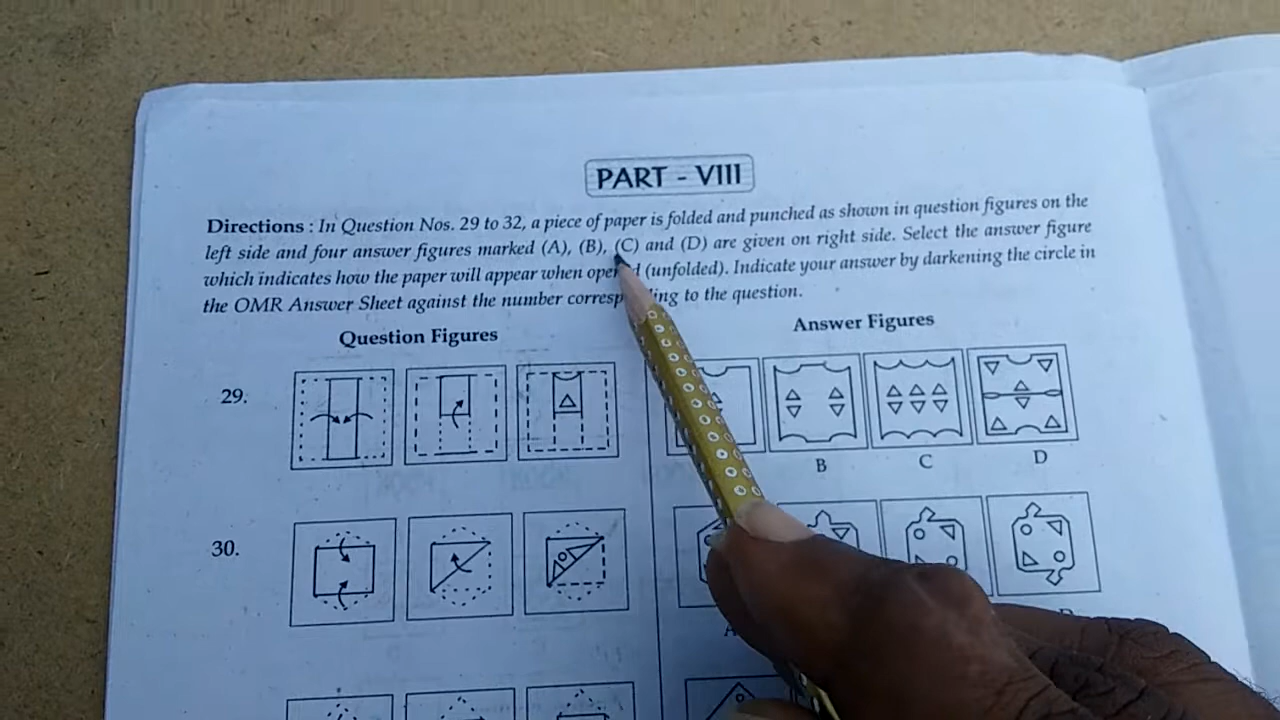 PART - VIII
Directions : In Question Nos. 29 to 32, a piece of paper is folded and punched as shown in question figures on the
left side and four answer figures marked (A), (B), (C) and (D) are given on right side. Select the answer figure
which indicates how the paper will appear when (unfolded). Indicate your answer by darkening the circle in
the OMR Answer Sheet against the number to the question.
Question Figures Answer Figures
29.
B C D
30.
A